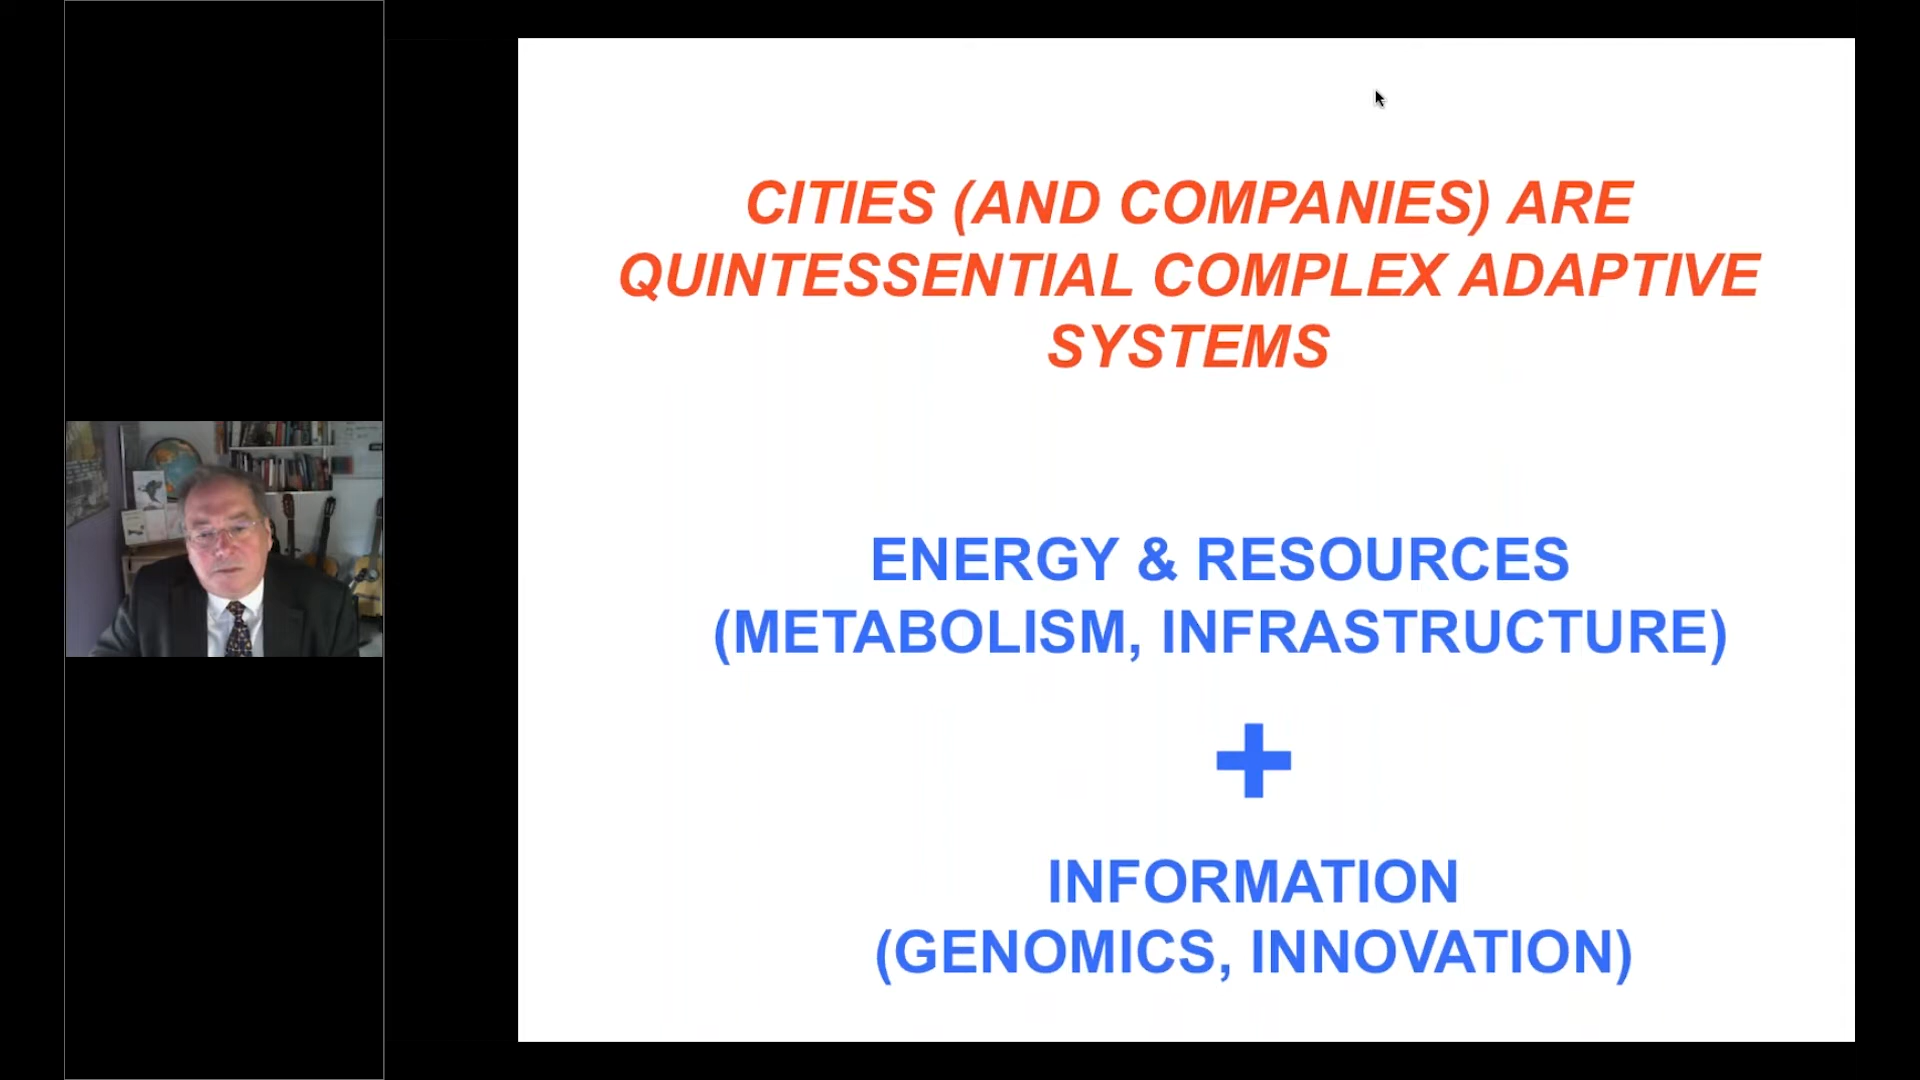 CITIES (AND COMPANIES) ARE
QUINTESSENTIAL COMPLEX ADAPTIVE
SYSTEMS
ENERGY & RESOURCES
(METABOLISM, INFRASTRUCTURE)
+
INFORMATION
(GENOMICS, INNOVATION)